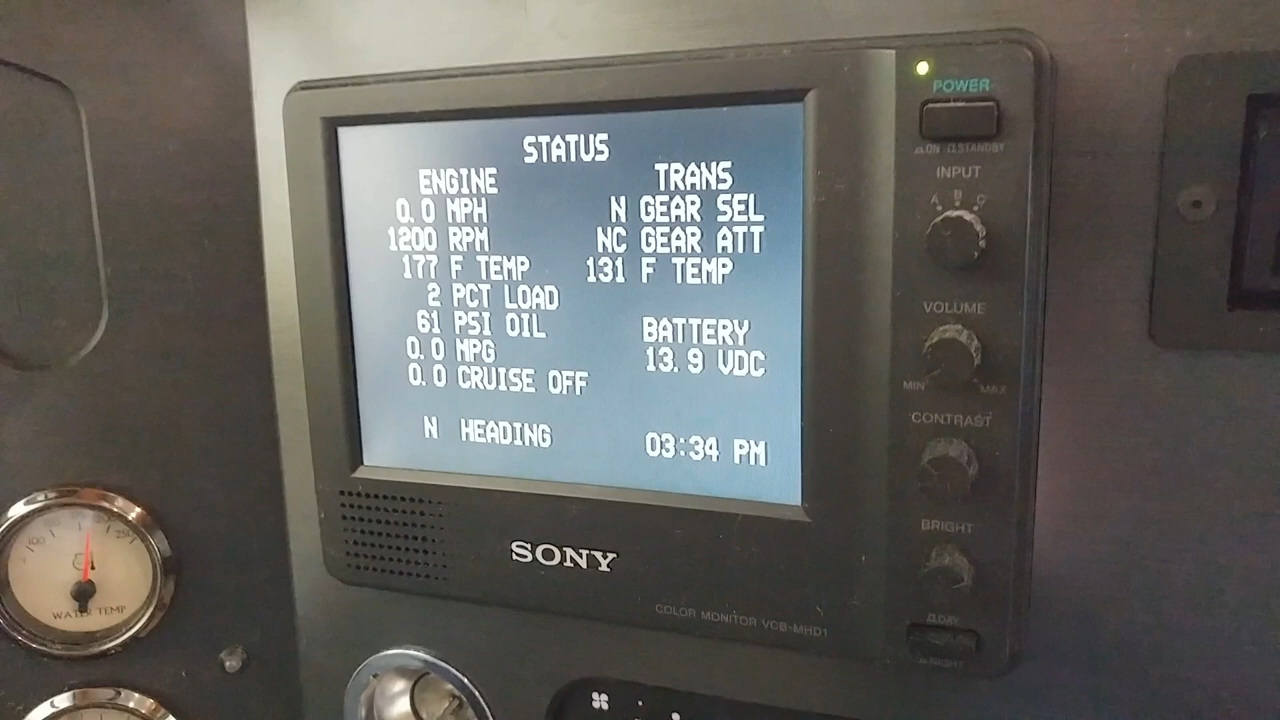 STATUS
ENGINE TRANS
0.0 MPH N GEAR SEL
1200 RPM NC GEAR ATT
177 F TEMP 131 F TEMP
2 PCT LOAD
61 PSI OIL BATTERY
0.0 MPG 13.9 VDC
0.0 CRUISE OFF
N HEADING 03:34 PM
SONY
COLOR MONITOR VCB-MHD1
POWER
ON STANDBY
INPUT
A B C
VOLUME
MIN MAX
CONTRAST
BRIGHT
DAY
NIGHT
100 250
WATER TEMP